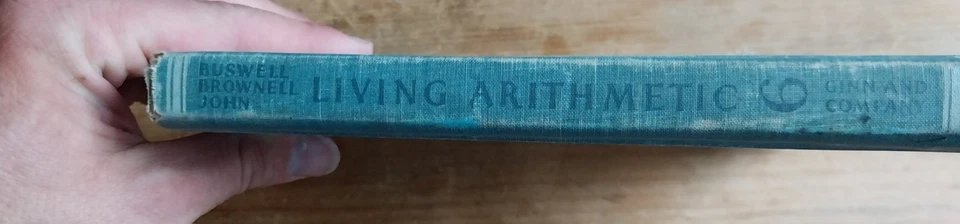 BUSWELL
BROWNELL
JOHN
LIVING ARITHMETIC
6
GINN AND
COMPANY